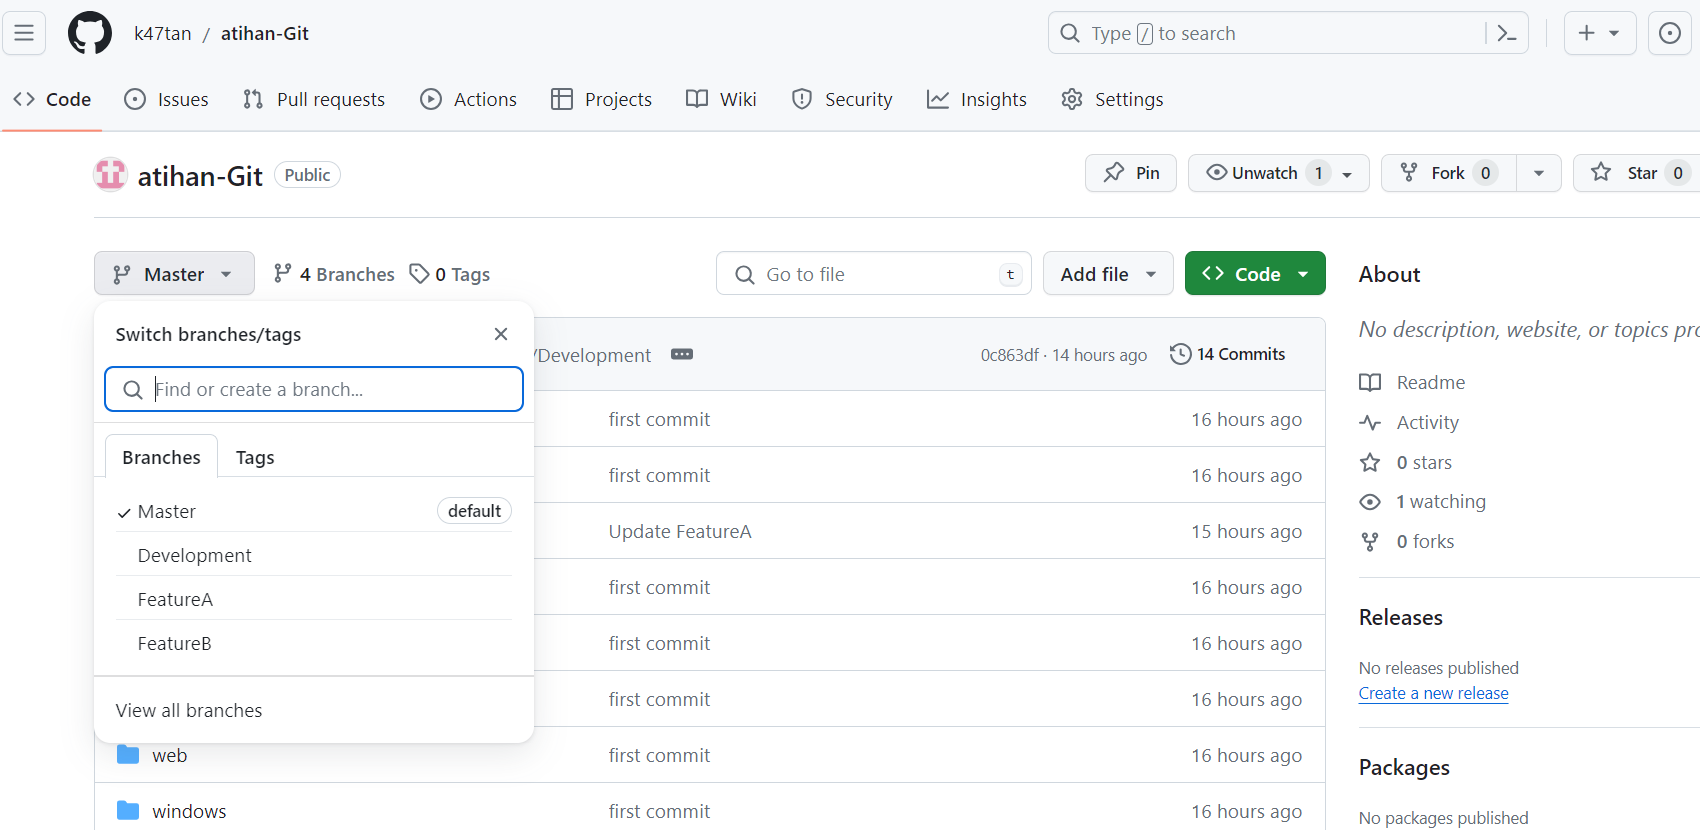 k47tan / atihan-Git
Type / to search
Code Issues Pull requests Actions Projects Wiki Security Insights Settings
atihan-Git Public
Pin Unwatch 1 Fork 0 Star 0
Master 4 Branches 0 Tags Go to file t Add file Code
Switch branches/tags
Find or create a branch...
Branches Tags
Master default
Development
FeatureA
FeatureB
View all branches
/Development 0c863df · 14 hours ago 14 Commits
first commit 16 hours ago
first commit 16 hours ago
Update FeatureA 15 hours ago
first commit 16 hours ago
first commit 16 hours ago
first commit 16 hours ago
web first commit 16 hours ago
windows first commit 16 hours ago
About
No description, website, or topics pro
Readme
Activity
0 stars
1 watching
0 forks
Releases
No releases published
Create a new release
Packages
No packages published